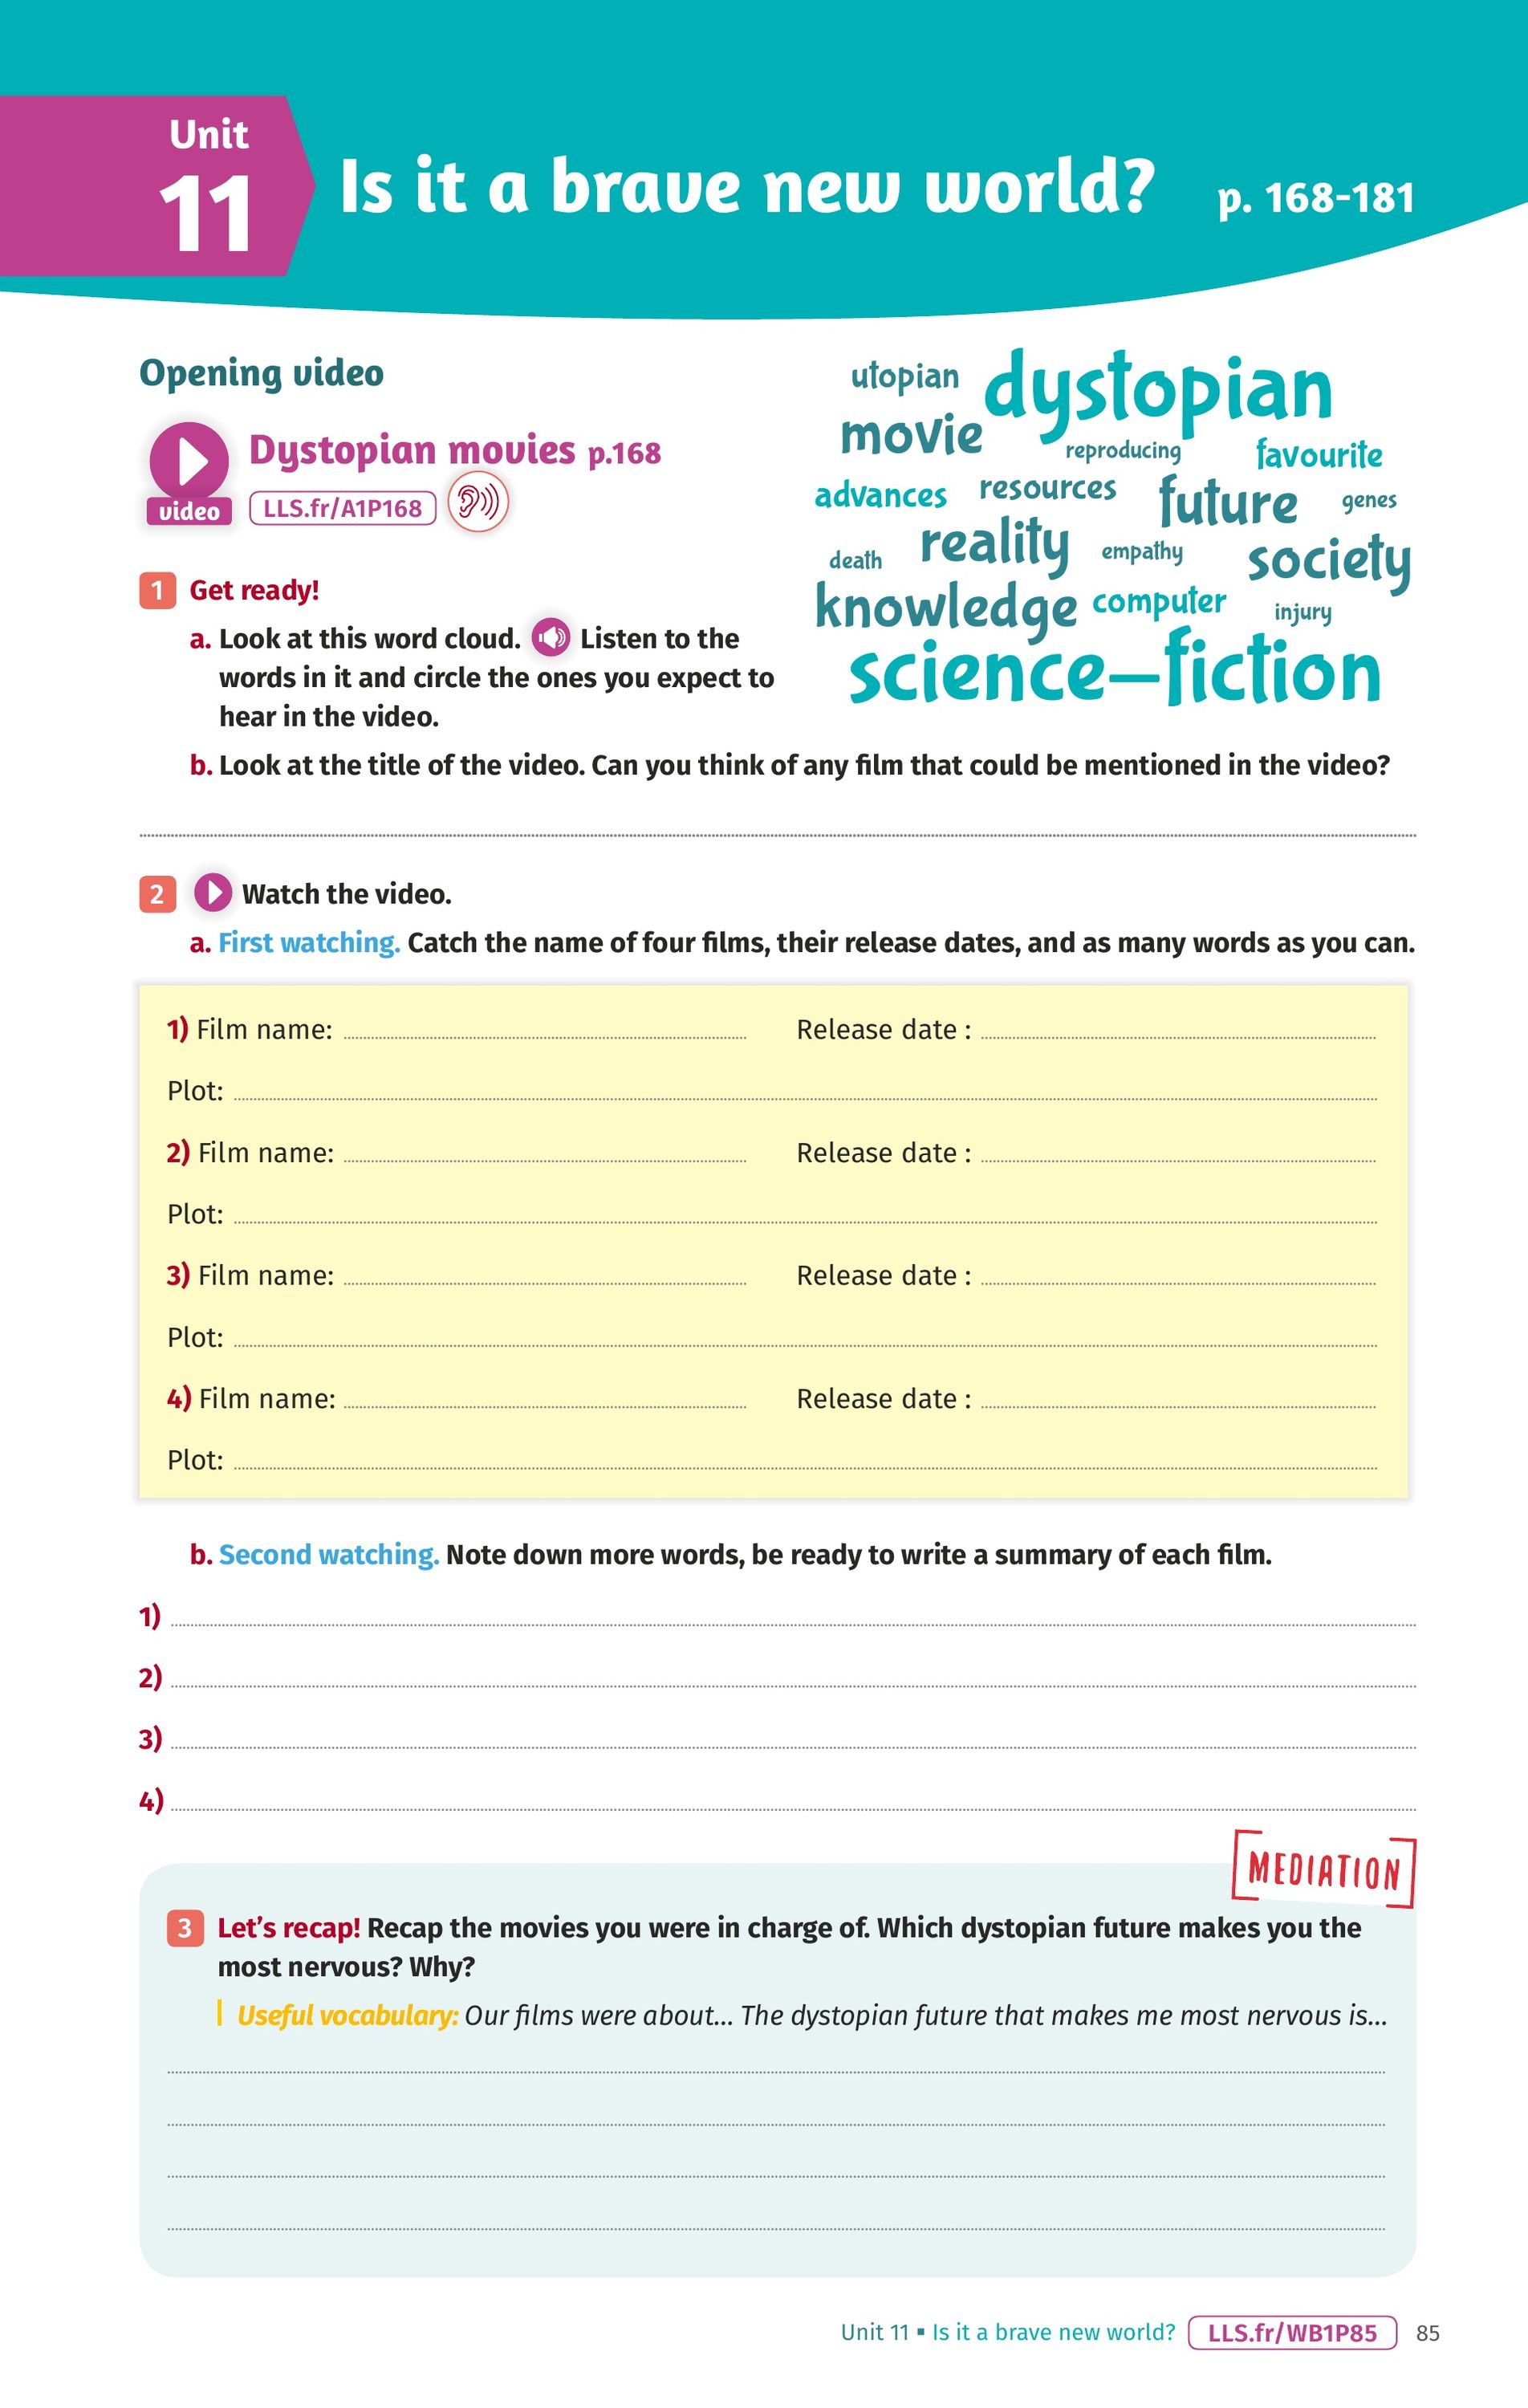 Unit
11
Is it a brave new world? p. 168-181
Opening video
video
Dystopian movies p.168
LLS.fr/A1P168
utopian dystopian
movie reproducing favourite
advances resources future genes
death reality empathy society
knowledge computer injury
science—fiction
1 Get ready!
a. Look at this word cloud. Listen to the
words in it and circle the ones you expect to
hear in the video.
b. Look at the title of the video. Can you think of any film that could be mentioned in the video?
2 Watch the video.
a. First watching. Catch the name of four films, their release dates, and as many words as you can.
1) Film name: Release date :
Plot:
2) Film name: Release date :
Plot:
3) Film name: Release date :
Plot:
4) Film name: Release date :
Plot:
b. Second watching. Note down more words, be ready to write a summary of each film.
1)
2)
3)
4)
MEDIATION
3 Let's recap! Recap the movies you were in charge of. Which dystopian future makes you the
most nervous? Why?
Useful vocabulary: Our films were about... The dystopian future that makes me most nervous is...
Unit 11 ▪ Is it a brave new world? LLS.fr/WB1P85 85